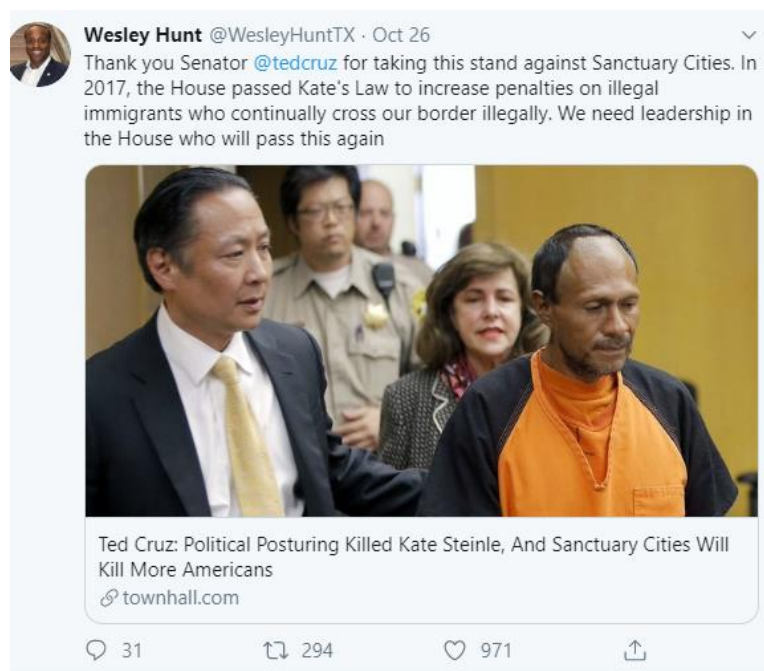 Wesley Hunt @WesleyHuntTX · Oct 26
Thank you Senator @tedcruz for taking this stand against Sanctuary Cities. In
2017, the House passed Kate's Law to increase penalties on illegal
immigrants who continually cross our border illegally. We need leadership in
the House who will pass this again
Ted Cruz: Political Posturing Killed Kate Steinle, And Sanctuary Cities Will
Kill More Americans
townhall.com
31 294 971